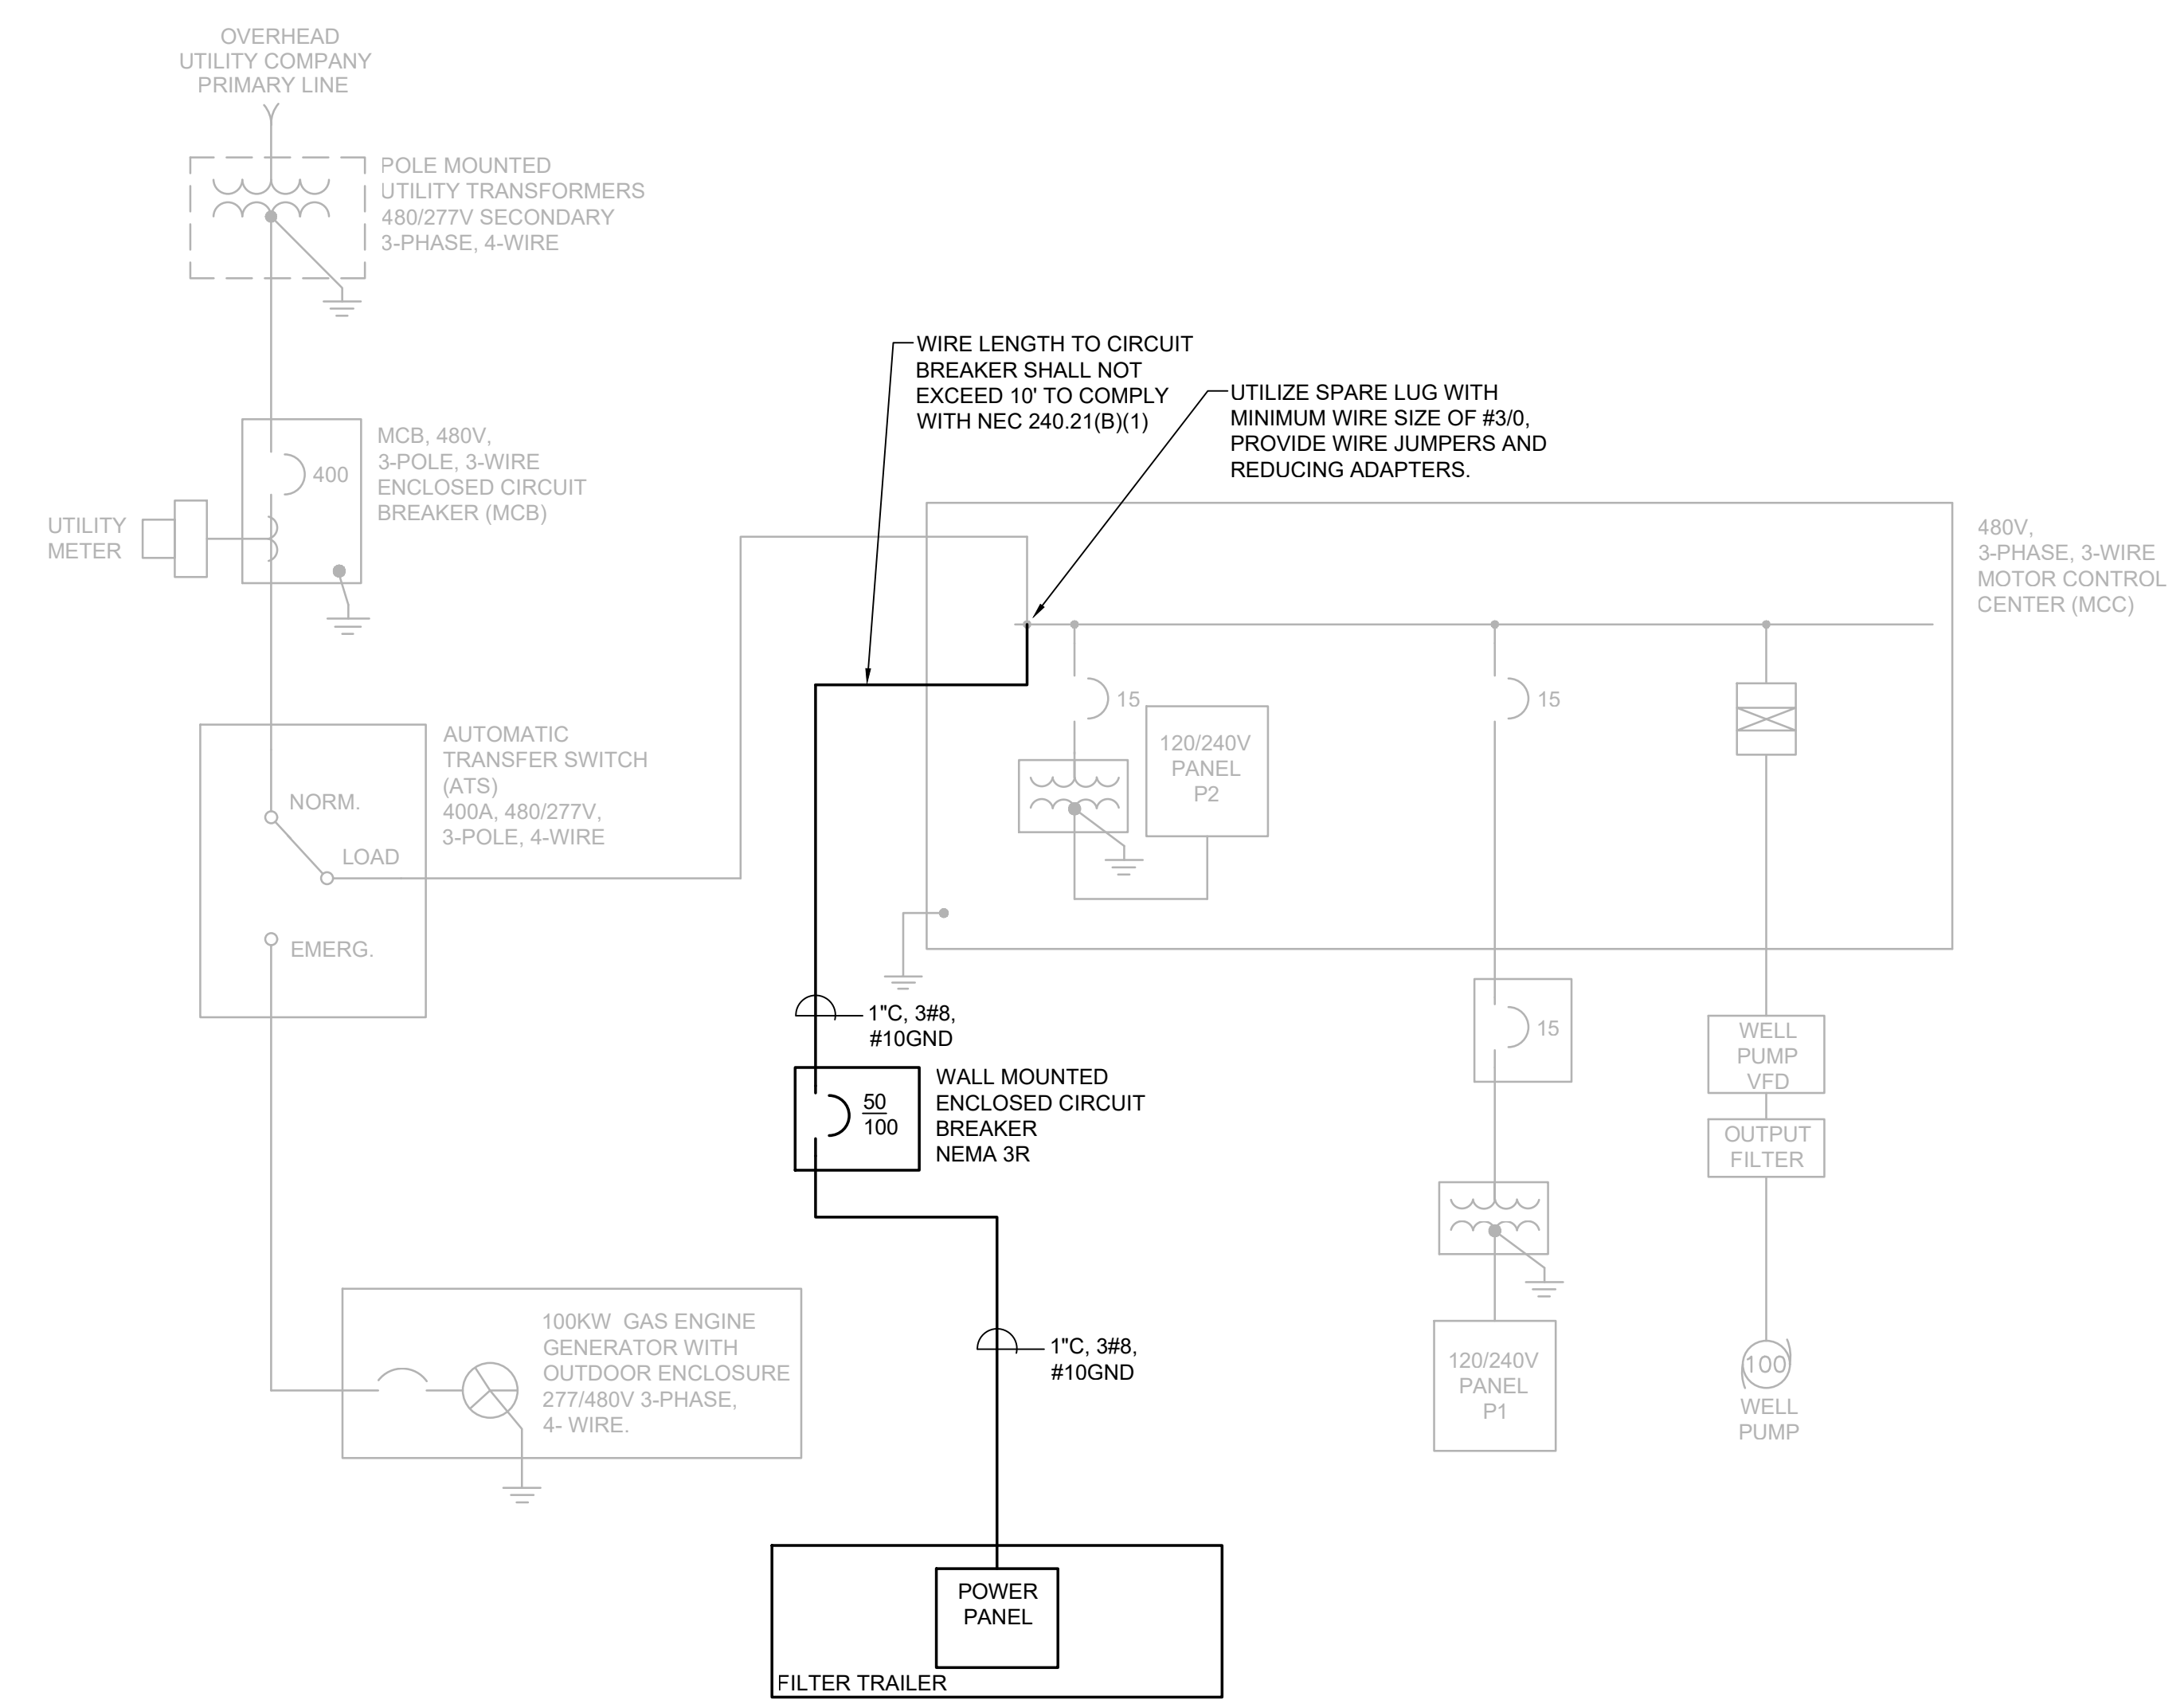 OVERHEAD
UTILITY COMPANY
PRIMARY LINE
POLE MOUNTED
UTILITY TRANSFORMERS
480/277V SECONDARY
3-PHASE, 4-WIRE
WIRE LENGTH TO CIRCUIT
BREAKER SHALL NOT
EXCEED 10' TO COMPLY
WITH NEC 240.21(B)(1)
UTILIZE SPARE LUG WITH
MINIMUM WIRE SIZE OF #3/0,
PROVIDE WIRE JUMPERS AND
REDUCING ADAPTERS.
MCB, 480V,
3-POLE, 3-WIRE
ENCLOSED CIRCUIT
BREAKER (MCB)
400
UTILITY
METER
480V,
3-PHASE, 3-WIRE
MOTOR CONTROL
CENTER (MCC)
AUTOMATIC
TRANSFER SWITCH
(ATS)
400A, 480/277V,
3-POLE, 4-WIRE
NORM.
LOAD
EMERG.
15
120/240V
PANEL
P2
15
1"C, 3#8,
#10GND
WALL MOUNTED
ENCLOSED CIRCUIT
BREAKER
NEMA 3R
50
100
15
WELL
PUMP
VFD
OUTPUT
FILTER
100KW GAS ENGINE
GENERATOR WITH
OUTDOOR ENCLOSURE
277/480V 3-PHASE,
4- WIRE.
1"C, 3#8,
#10GND
120/240V
PANEL
P1
100
WELL
PUMP
POWER
PANEL
FILTER TRAILER